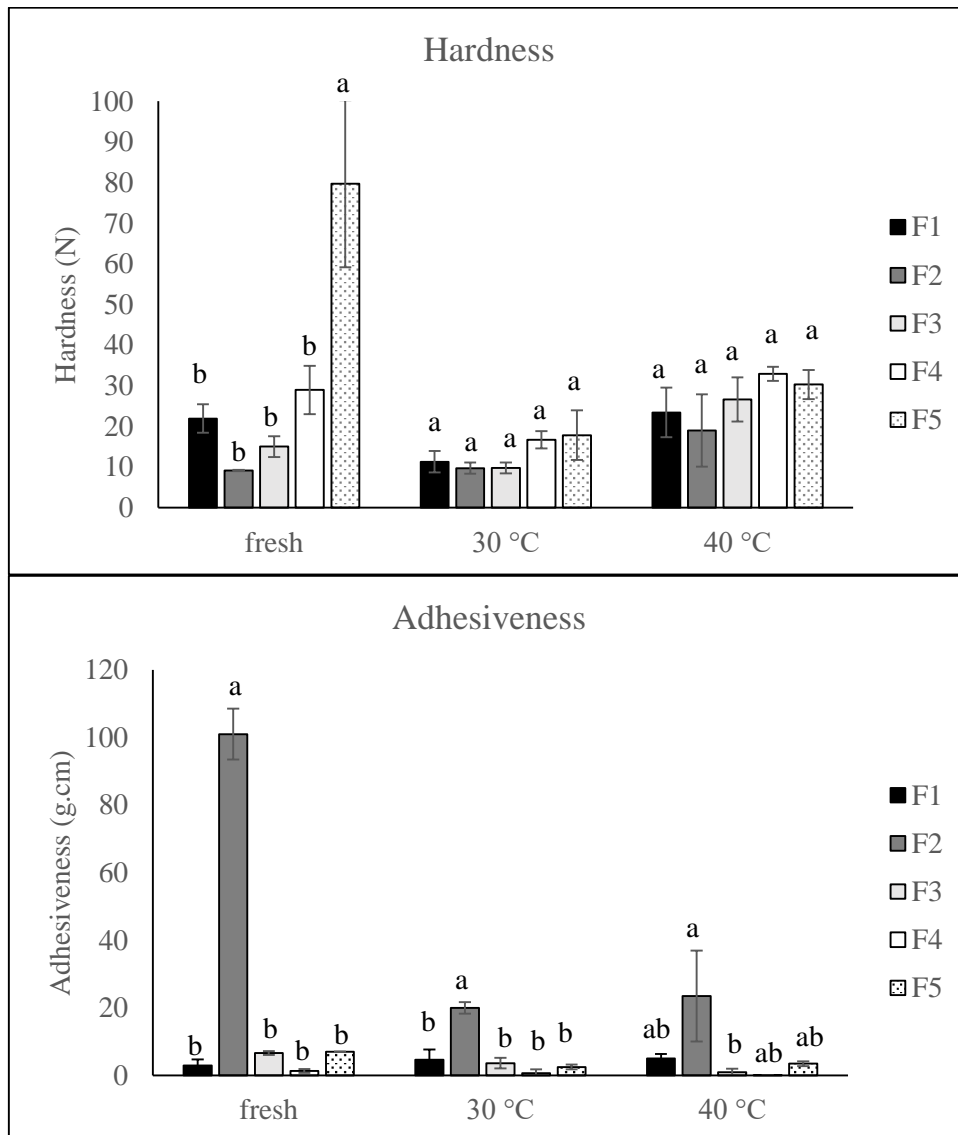 Hardness
a
100
90
80
70
60
50
40
30
20
10
0
Hardness (N)
b b b b
a a a a a
a a a a a
fresh 30 °C 40 °C
F1
F2
F3
F4
F5
Adhesiveness
120
100
80
60
40
20
0
Adhesiveness (g.cm)
a
b b b b
b a b b b
ab a b ab ab
fresh 30 °C 40 °C
F1
F2
F3
F4
F5